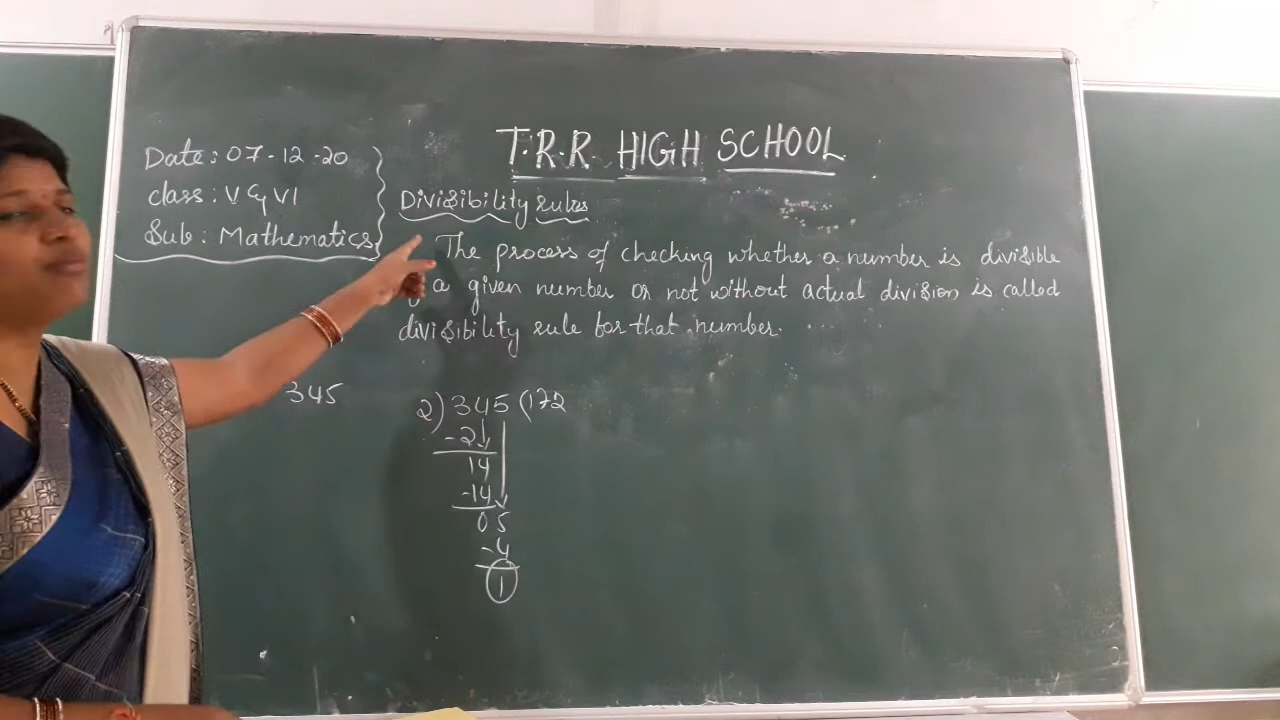 T.R.R. HIGH SCHOOL
Date: 07-12-20
class: V & VI
Sub: Mathematics
Divisibility rules
The process of checking whether a number is divisible
a given number or not without actual division is called
divisibility rule for that number.
345
2) 345 (172
-2
14
-14
05
-4
1